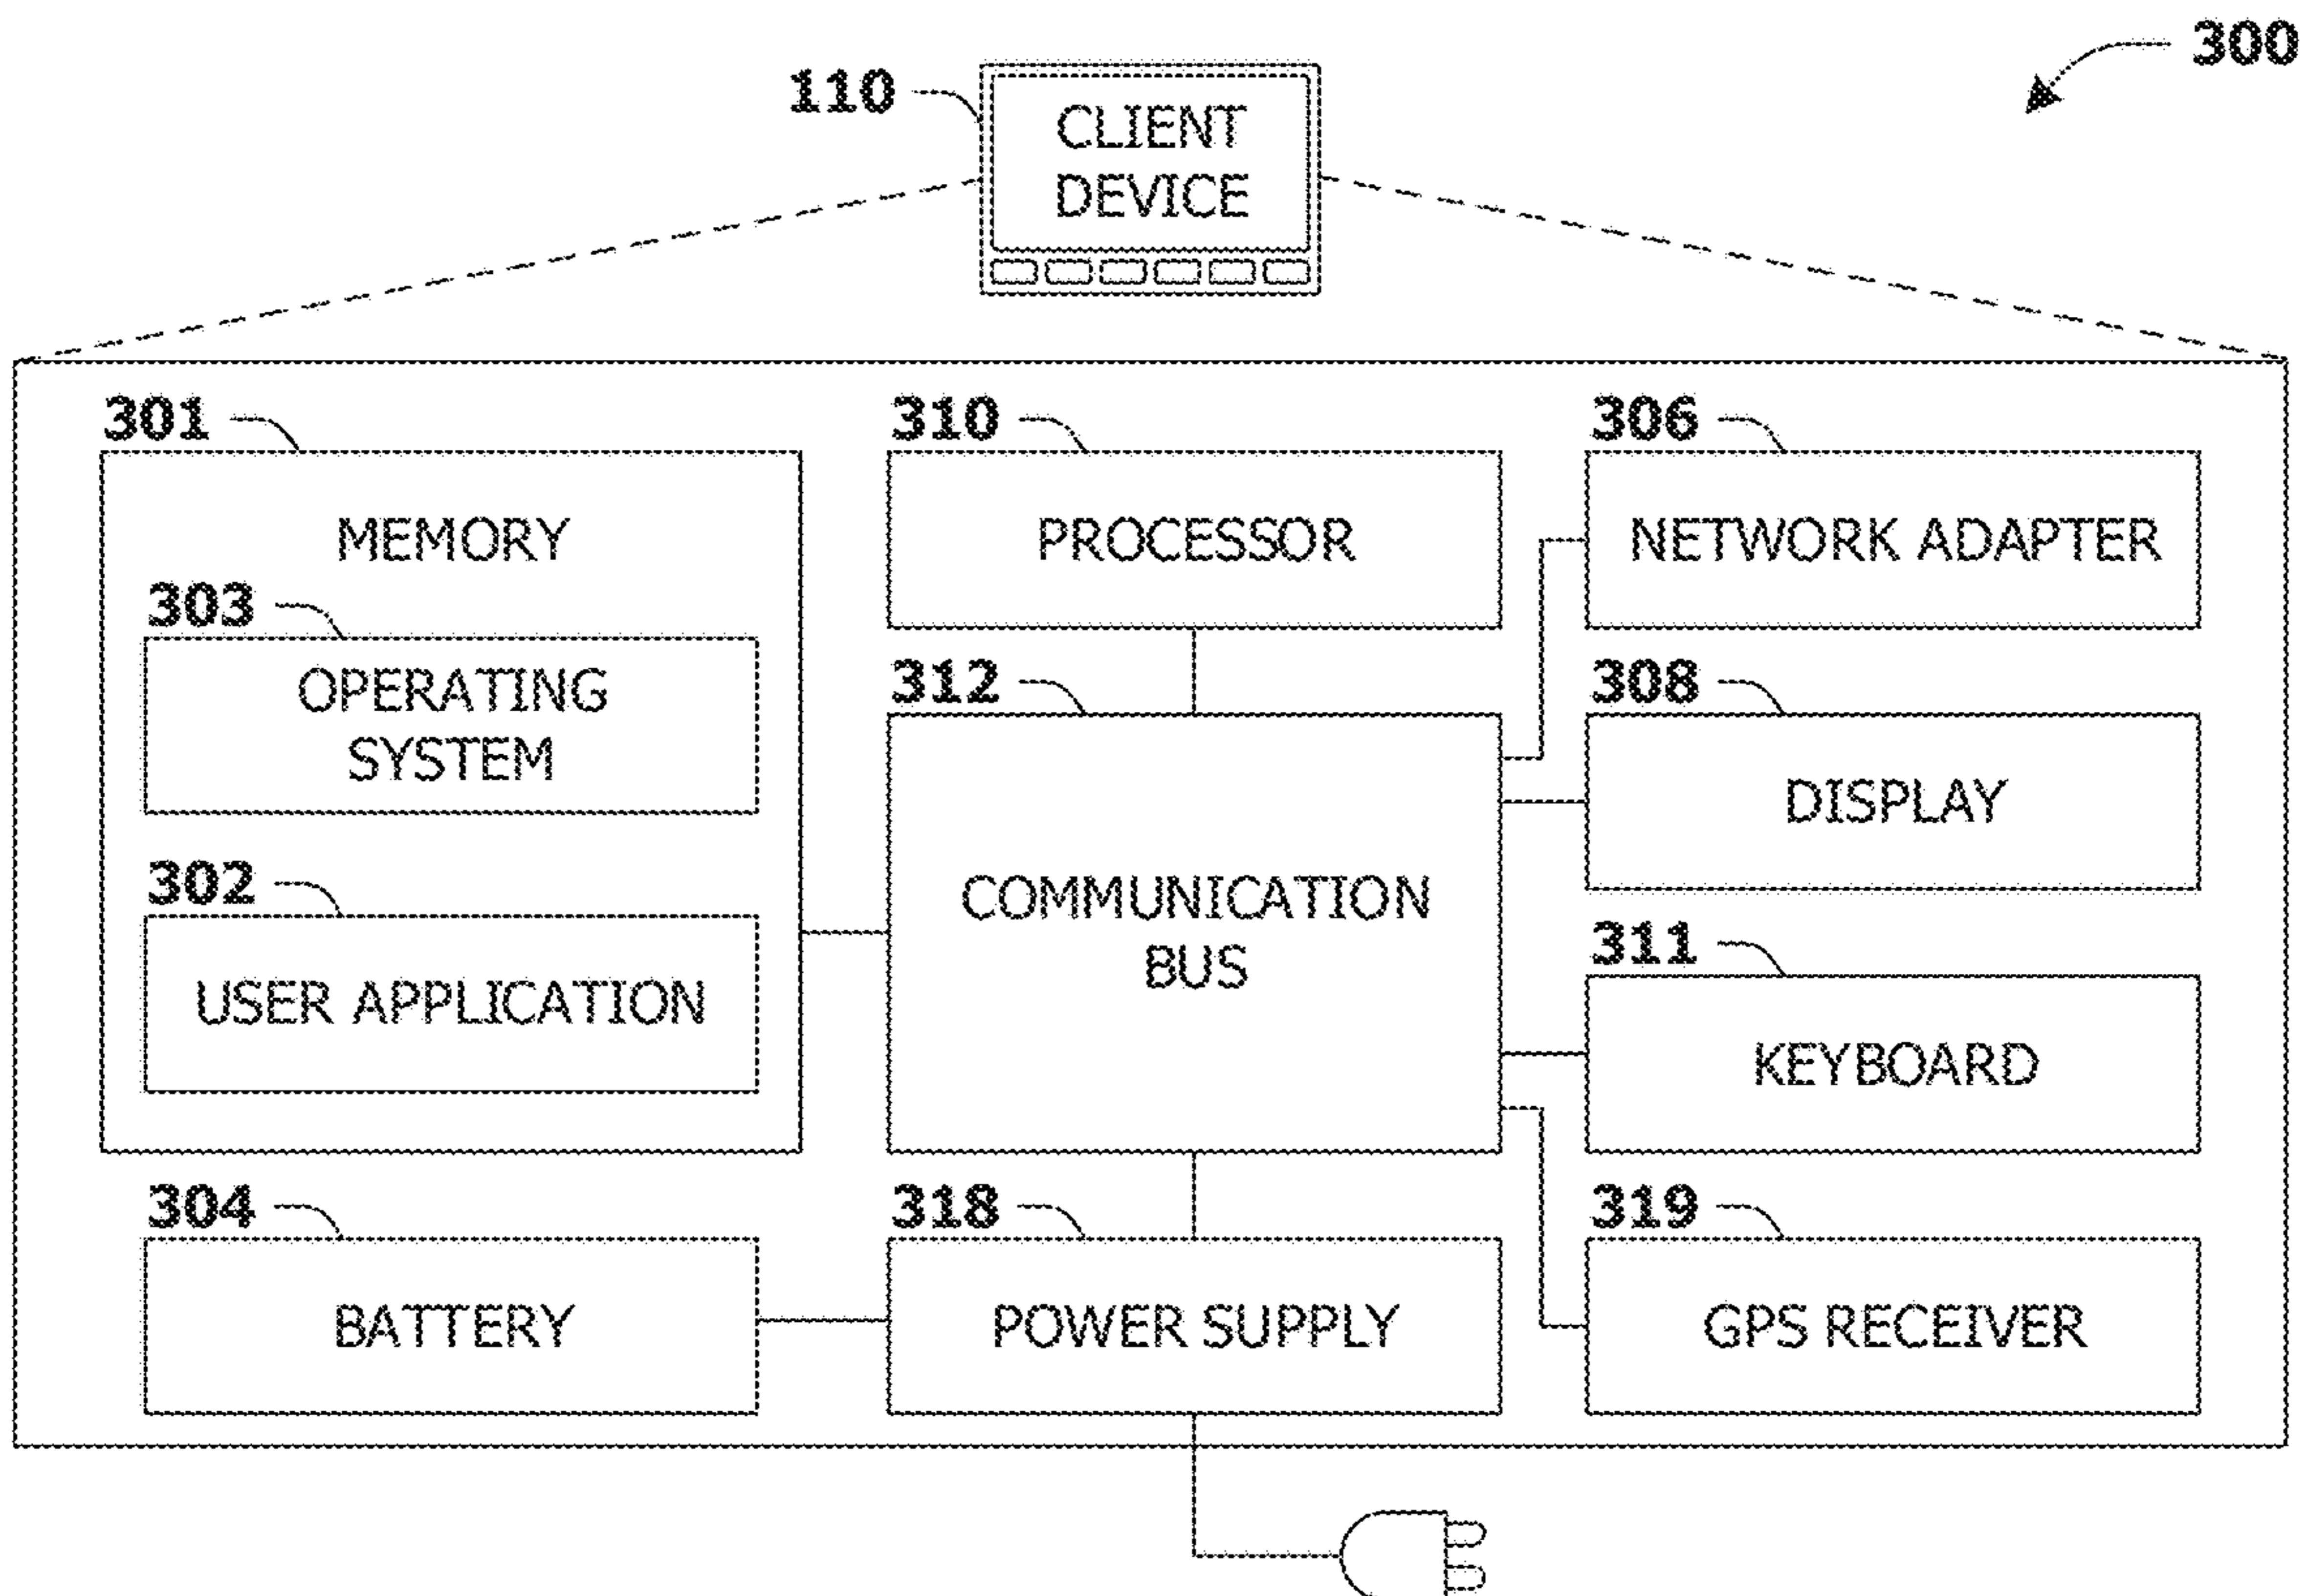 300
110
CLIENT
DEVICE
301
310
306
MEMORY
PROCESSOR
NETWORK ADAPTER
303
OPERATING
SYSTEM
312
308
DISPLAY
302
USER APPLICATION
COMMUNICATION
BUS
311
KEYBOARD
304
318
319
BATTERY
POWER SUPPLY
GPS RECEIVER